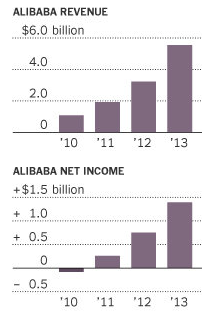 ALIBABA REVENUE
$6.0 billion
4.0
2.0
0
’10 ’11 ’12 ’13
ALIBABA NET INCOME
+$1.5 billion
+ 1.0
+ 0.5
0
– 0.5
’10 ’11 ’12 ’13